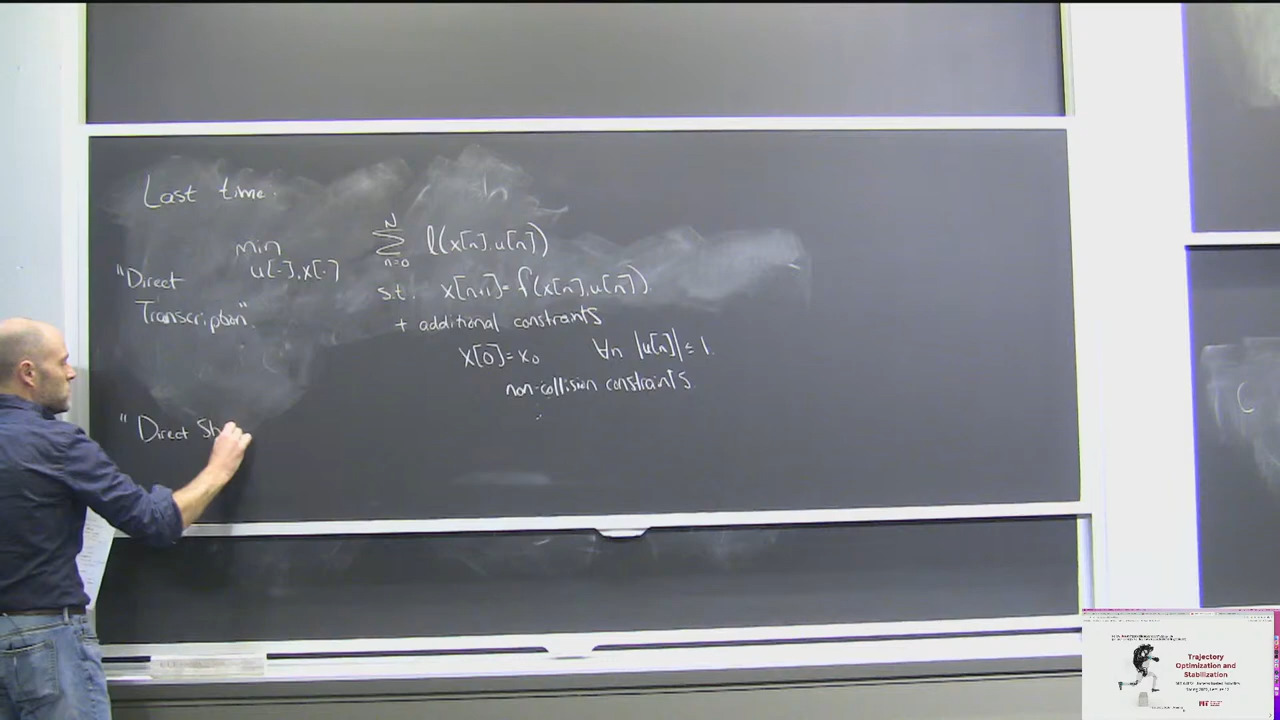 Last time.
min
u[·],x[·]
N
∑ l(x[n],u[n])
n=0
"Direct
Transcription"
s.t. x[n+1]=f(x[n],u[n])
+ additional constraints
x[0]=x₀ ∀n |u[n]|≤1.
non-collision constraints
⋮
"Direct Sh
C
Trajectory
Optimization and
Stabilization
MIT